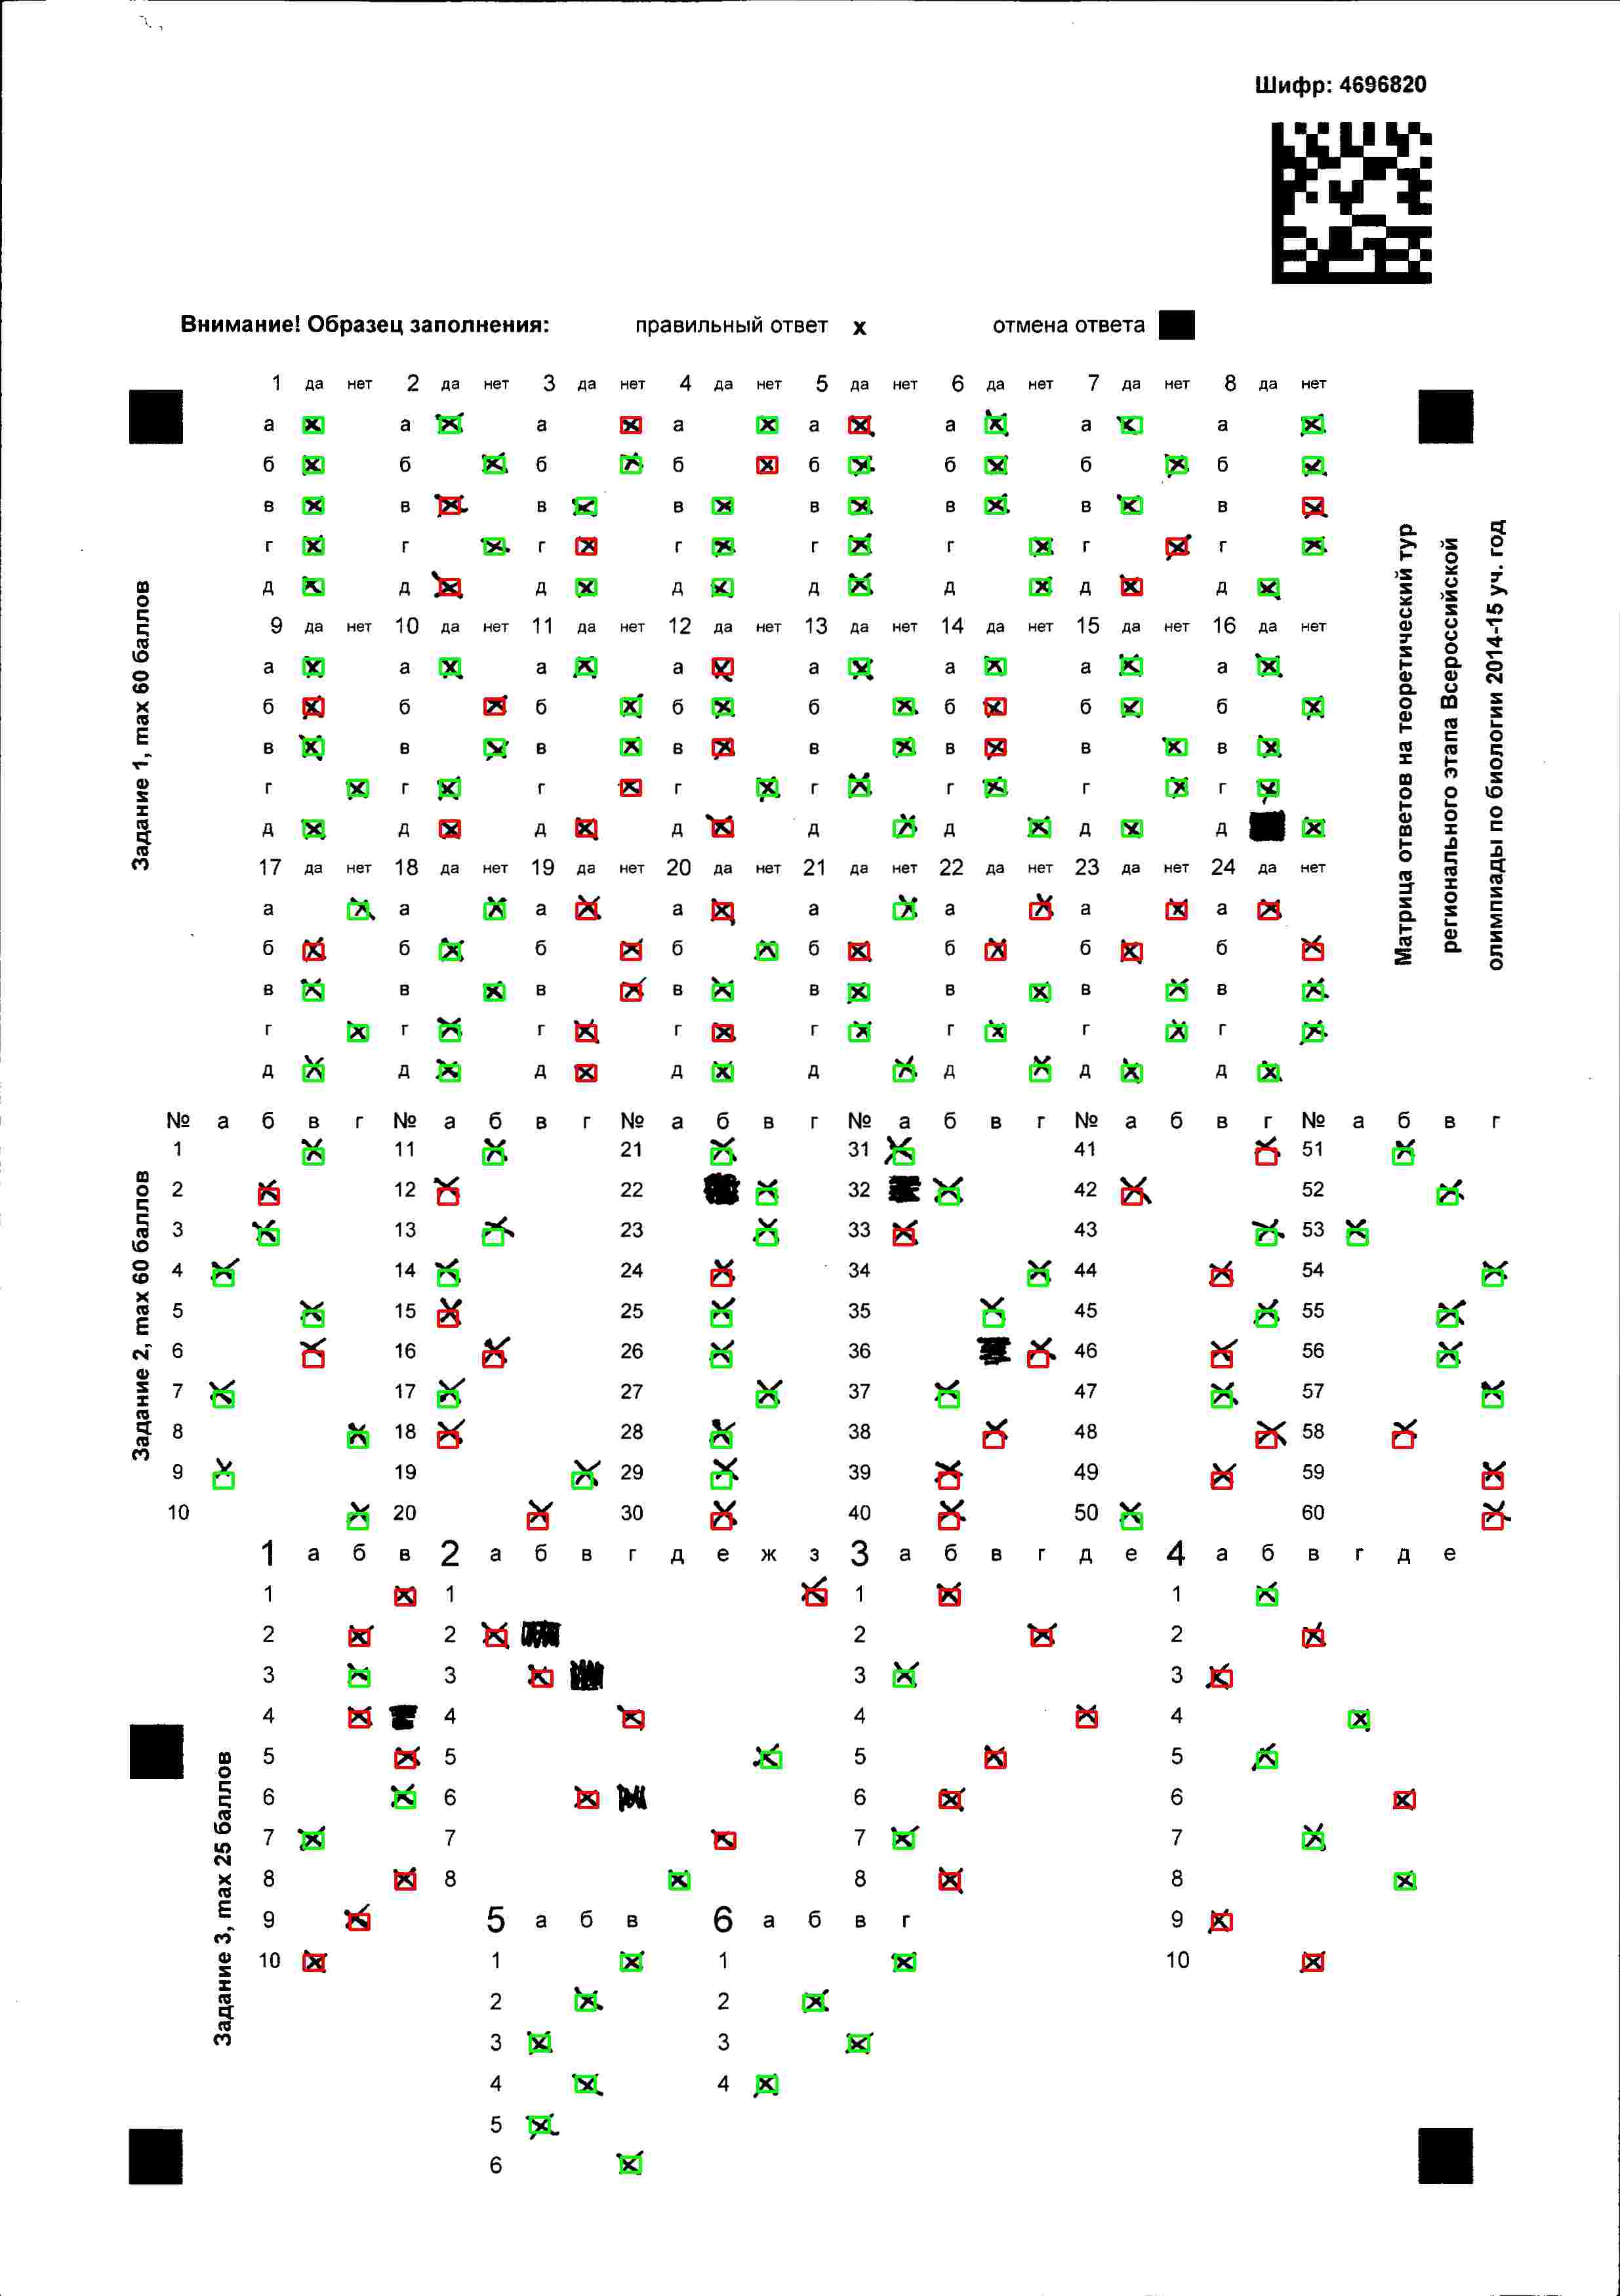 Шифр: 4696820
Внимание! Образец заполнения: правильный ответ x отмена ответа
Матрица ответов на теоретический тур
регионального этапа Всероссийской
олимпиады по биологии 2014-15 уч. год
Задание 1, max 60 баллов
1 да нет 2 да нет 3 да нет 4 да нет 5 да нет 6 да нет 7 да нет 8 да нет
а а а а а а а а
б б б б б б б б
в в в в в в в в
г г г г г г г г
д д д д д д д д
9 да нет 10 да нет 11 да нет 12 да нет 13 да нет 14 да нет 15 да нет 16 да нет
а а а а а а а а
б б б б б б б б
в в в в в в в в
г г г г г г г г
д д д д д д д д
17 да нет 18 да нет 19 да нет 20 да нет 21 да нет 22 да нет 23 да нет 24 да нет
а а а а а а а а
б б б б б б б б
в в в в в в в в
г г г г г г г г
д д д д д д д д
Задание 2, max 60 баллов
№ а б в г № а б в г № а б в г № а б в г № а б в г № а б в г
1 11 21 31 41 51
2 12 22 32 42 52
3 13 23 33 43 53
4 14 24 34 44 54
5 15 25 35 45 55
6 16 26 36 46 56
7 17 27 37 47 57
8 18 28 38 48 58
9 19 29 39 49 59
10 20 30 40 50 60
Задание 3, max 25 баллов
1 а б в 2 а б в г д е ж з 3 а б в г д е 4 а б в г д е
1 1 1 1
2 2 2 2
3 3 3 3
4 4 4 4
5 5 5 5
6 6 6 6
7 7 7 7
8 8 8 8
9 5 а б в 6 а б в г 9
10 1 1 10
2 2
3 3
4 4
5
6